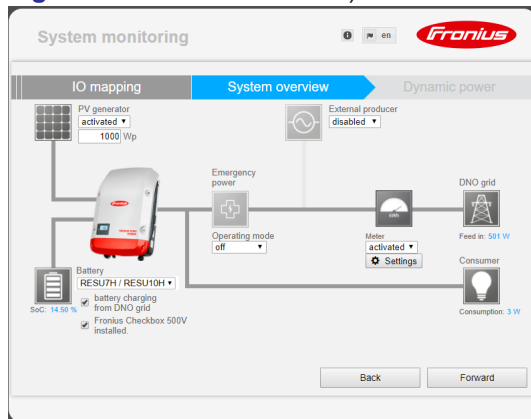 System monitoring
en
Fronius
IO mapping
System overview
Dynamic power
PV generator
activated
1000 Wp
External producer
disabled
Emergency
power
Operating mode
off
kWh
Meter
activated
Settings
DNO grid
Feed in: 501 W
Fronius
Battery
RESU7H / RESU10H
SoC: 14.50 %
battery charging
from DNO grid
Fronius Checkbox 500V
installed.
Consumer
Consumption: 3 W
Back
Forward